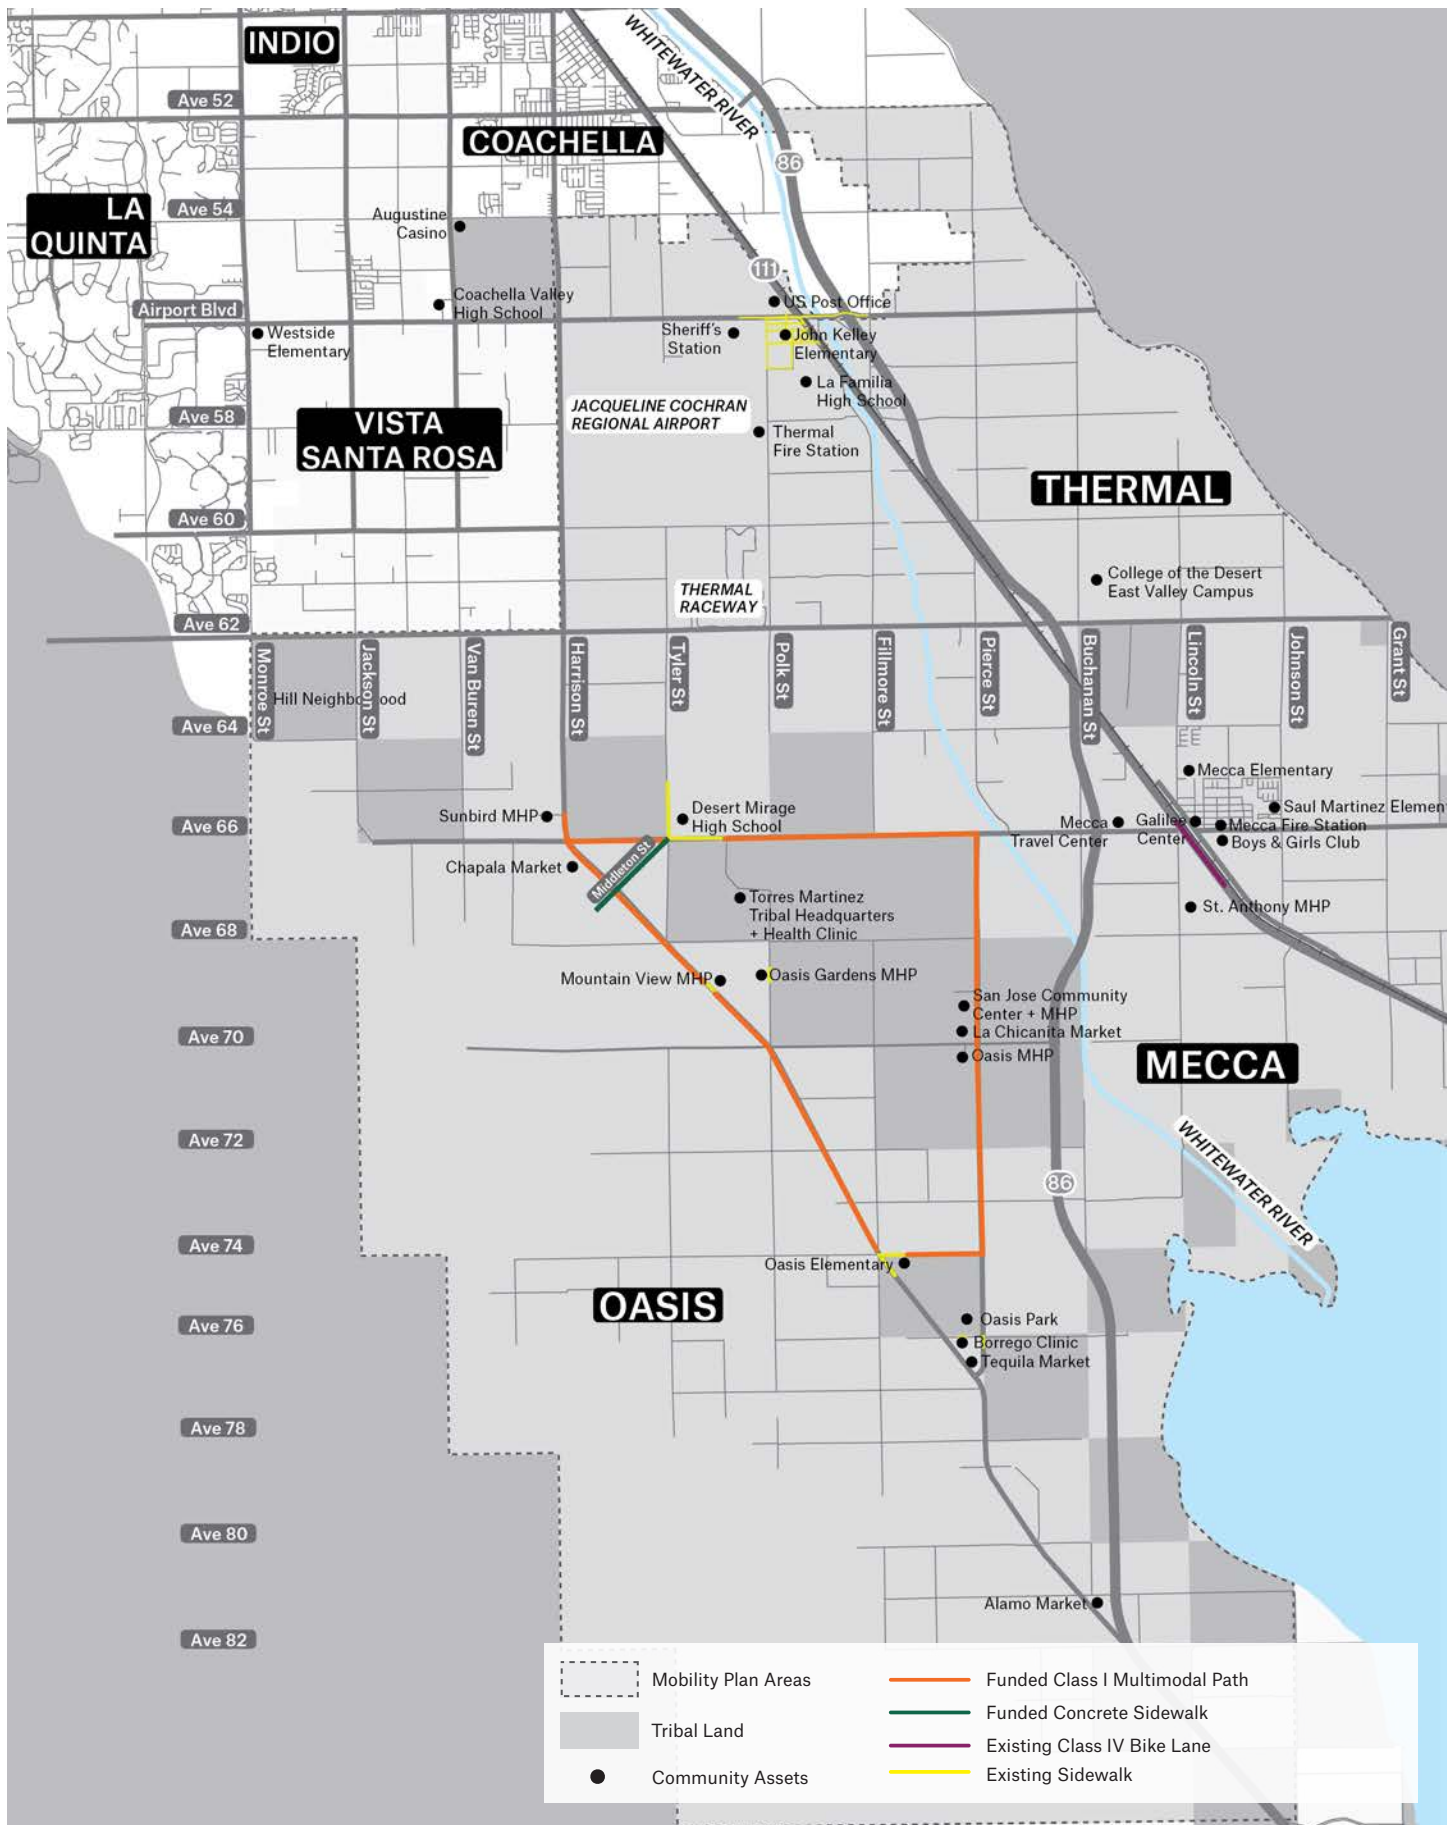 INDIO
WHITEWATER RIVER
Ave 52
COACHELLA
86
LA
QUINTA
Ave 54
Augustine
Casino
111
Coachella Valley
High School
US Post Office
Airport Blvd
Westside
Elementary
Sheriff's
Station
John Kelley
Elementary
La Familia
High School
JACQUELINE COCHRAN
REGIONAL AIRPORT
Ave 58
VISTA
SANTA ROSA
Thermal
Fire Station
THERMAL
Ave 60
College of the Desert
East Valley Campus
THERMAL
RACEWAY
Ave 62
Monroe St
Jackson St
Van Buren St
Harrison St
Tyler St
Polk St
Fillmore St
Pierce St
Buchanan St
Lincoln St
Johnson St
Grant St
Hill Neighborhood
Ave 64
Mecca Elementary
Sunbird MHP
Desert Mirage
High School
Saul Martinez Element
Ave 66
Mecca
Travel Center
Galilee
Center
Mecca Fire Station
Boys & Girls Club
Middleton St
Chapala Market
Torres Martinez
Tribal Headquarters
+ Health Clinic
St. Anthony MHP
Ave 68
Mountain View MHP
Oasis Gardens MHP
San Jose Community
Center + MHP
La Chicanita Market
Ave 70
Oasis MHP
MECCA
Ave 72
WHITEWATER RIVER
86
Ave 74
Oasis Elementary
OASIS
Ave 76
Oasis Park
Borrego Clinic
Tequila Market
Ave 78
Ave 80
Alamo Market
Ave 82
Mobility Plan Areas
Tribal Land
Community Assets
Funded Class I Multimodal Path
Funded Concrete Sidewalk
Existing Class IV Bike Lane
Existing Sidewalk